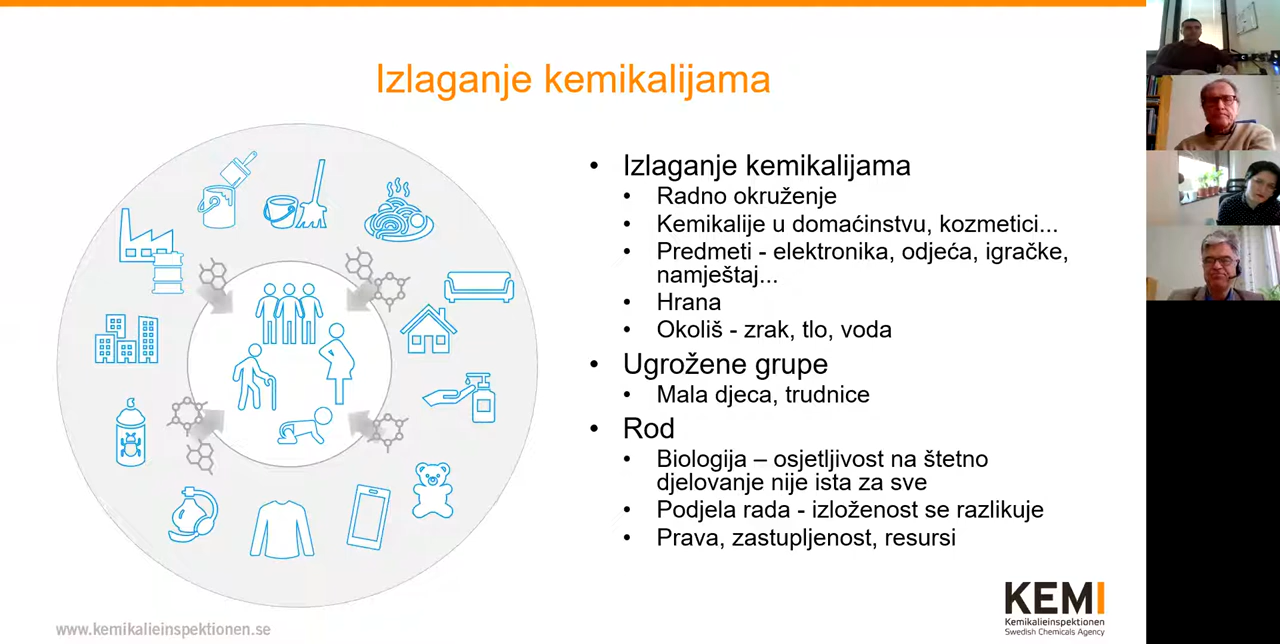 Izlaganje kemikalijama
• Izlaganje kemikalijama
• Radno okruženje
• Kemikalije u domaćinstvu, kozmetici...
• Predmeti - elektronika, odjeća, igračke,
namještaj...
• Hrana
• Okoliš - zrak, tlo, voda
• Ugrožene grupe
• Mala djeca, trudnice
• Rod
• Biologija – osjetljivost na štetno
djelovanje nije ista za sve
• Podjela rada - izloženost se razlikuje
• Prava, zastupljenost, resursi
www.kemikalieinspektionen.se
KEMI
Kemikalieinspektionen
Swedish Chemicals Agency